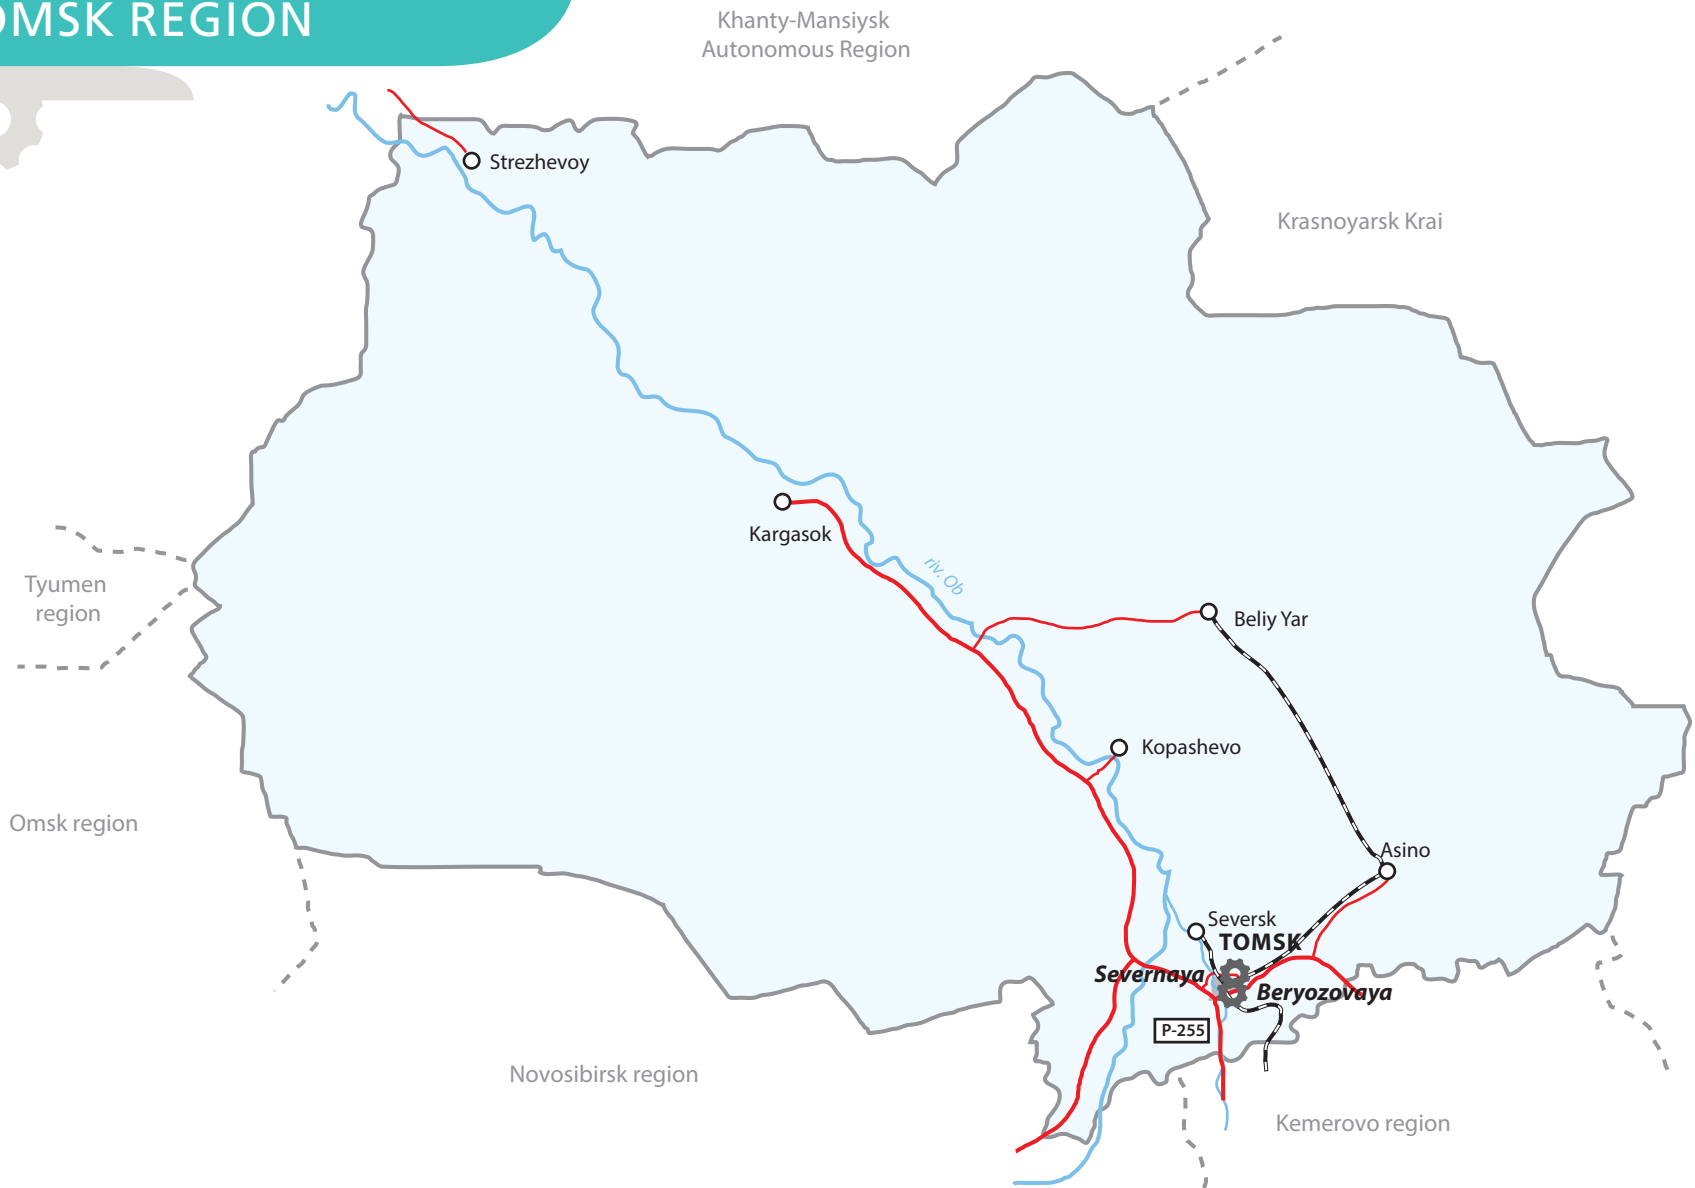 OMSK REGION
Khanty-Mansiysk
Autonomous Region
Strezhevoy
Krasnoyarsk Krai
Kargasok
riv. Ob
Tyumen
region
Beliy Yar
Kopashevo
Omsk region
Asino
Seversk
TOMSK
Severnaya
Beryozovaya
P-255
Novosibirsk region
Kemerovo region